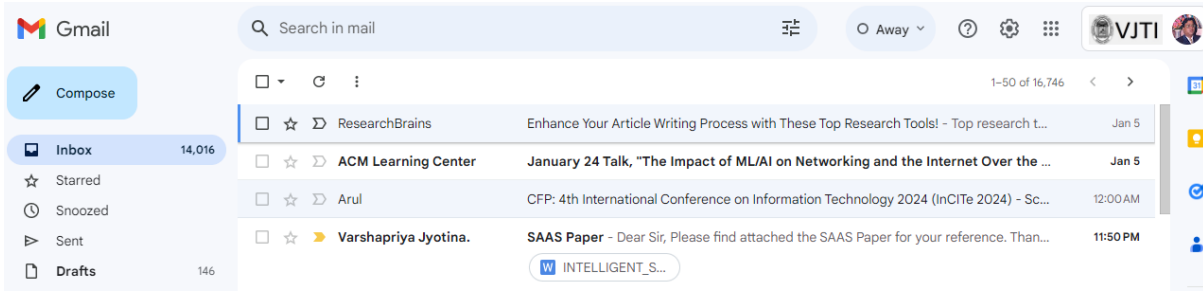 Gmail
Search in mail
Away
VJTI
Compose
1–50 of 16,746
Inbox 14,016
Starred
Snoozed
Sent
Drafts 146
ResearchBrains Enhance Your Article Writing Process with These Top Research Tools! - Top research t... Jan 5
ACM Learning Center January 24 Talk, "The Impact of ML/AI on Networking and the Internet Over the ... Jan 5
Arul CFP: 4th International Conference on Information Technology 2024 (InCITe 2024) - Sc... 12:00 AM
Varshapriya Jyotina. SAAS Paper - Dear Sir, Please find attached the SAAS Paper for your reference. Than... 11:50 PM
W INTELLIGENT_S...
31